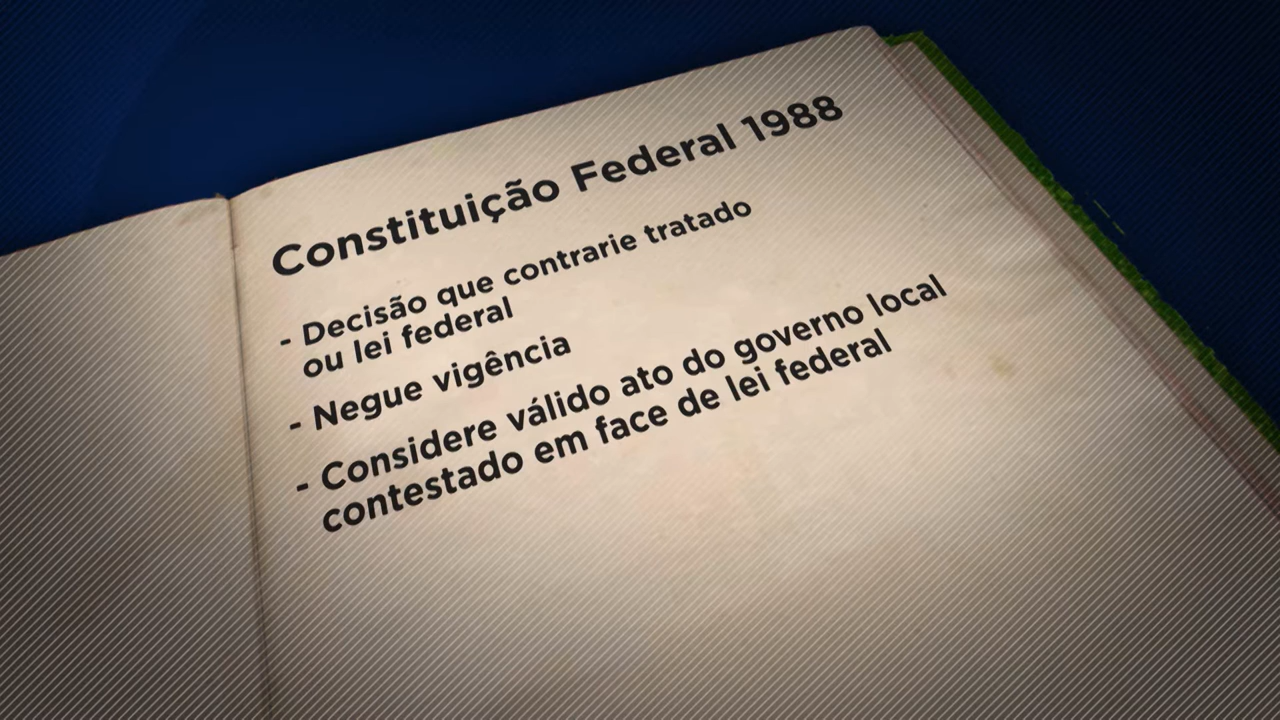 Constituição Federal 1988
- Decisão que contrarie tratado
ou lei federal
- Negue vigência
- Considere válido ato do governo local
contestado em face de lei federal